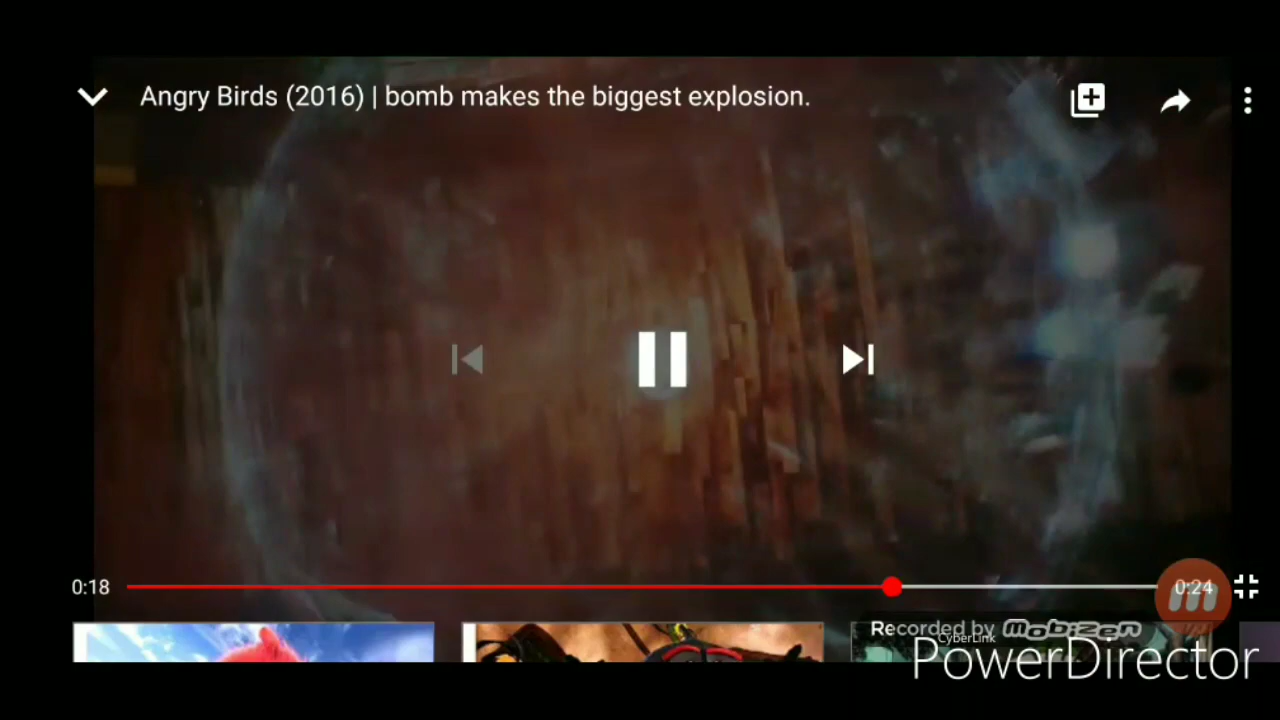 Angry Birds (2016) | bomb makes the biggest explosion.
0:18
0:24
Recorded by mobizen
CyberLink
PowerDirector